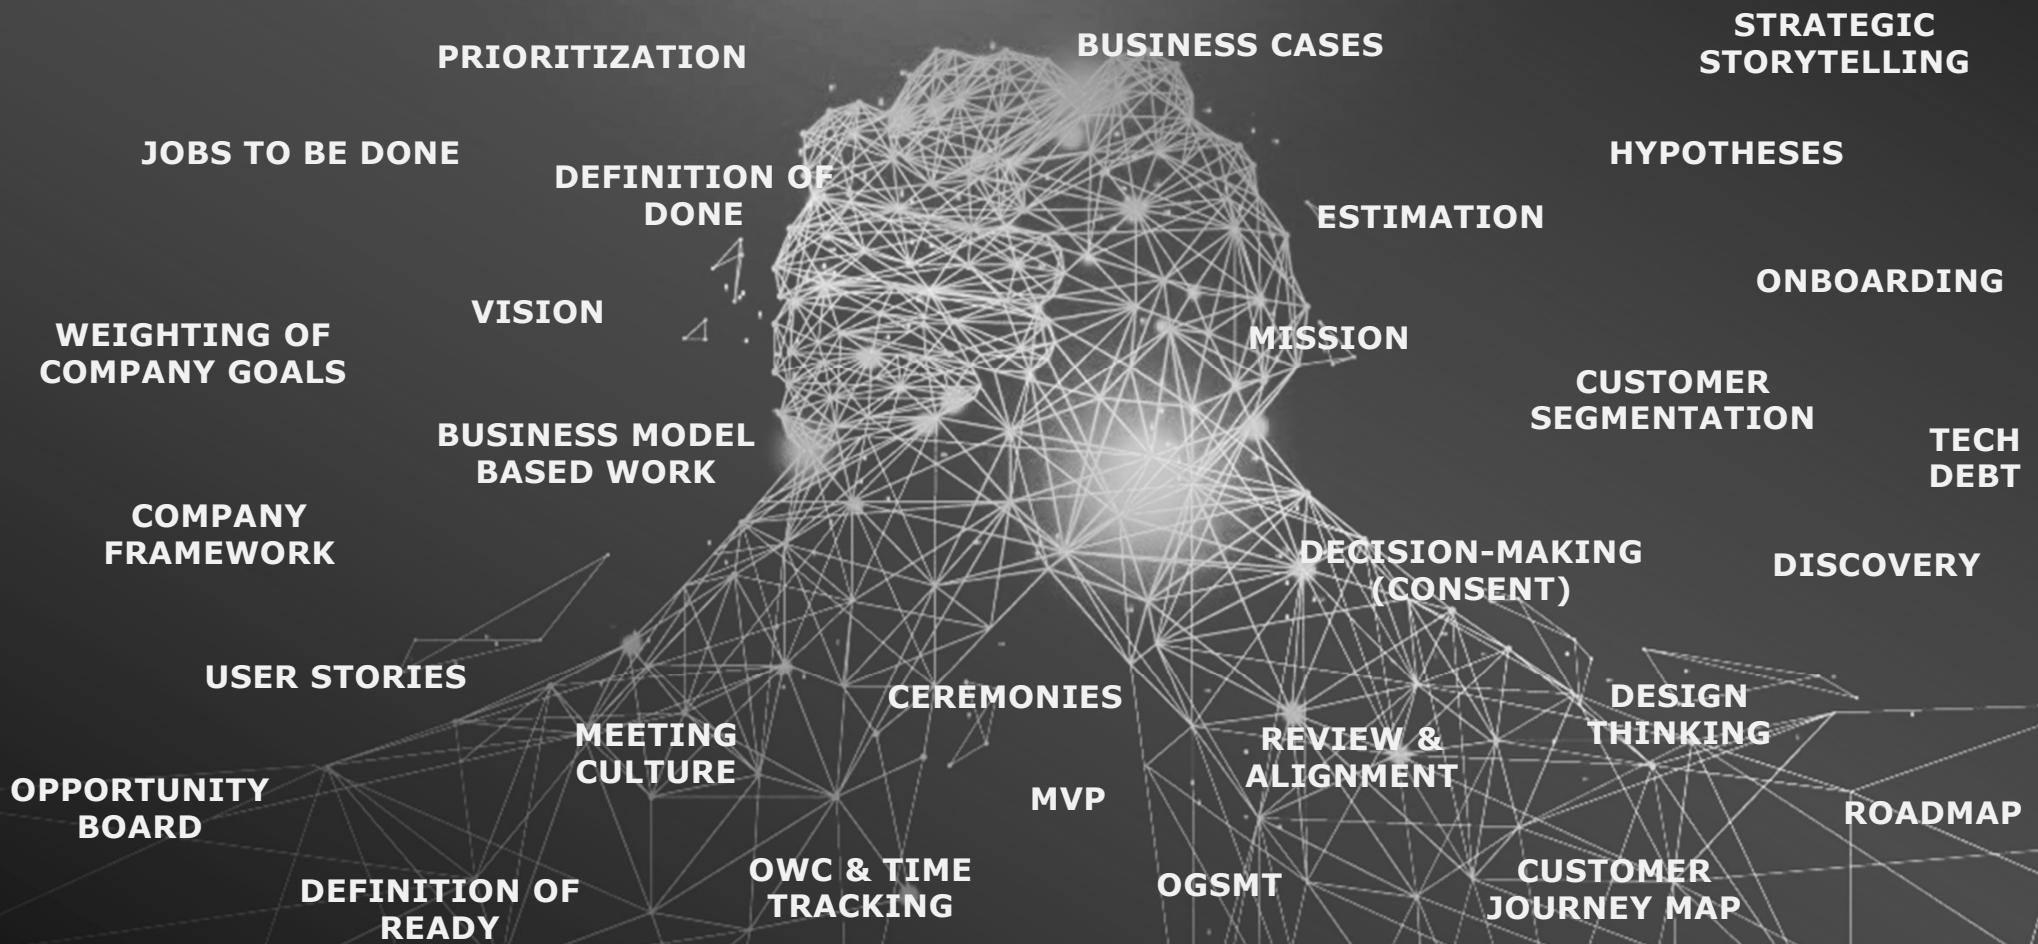 STRATEGIC
STORYTELLING
PRIORITIZATION
BUSINESS CASES
JOBS TO BE DONE
HYPOTHESES
DEFINITION OF
DONE
ESTIMATION
ONBOARDING
VISION
WEIGHTING OF
COMPANY GOALS
MISSION
CUSTOMER
SEGMENTATION
BUSINESS MODEL
BASED WORK
TECH
DEBT
COMPANY
FRAMEWORK
DECISION-MAKING
(CONSENT)
DISCOVERY
USER STORIES
CEREMONIES
DESIGN
THINKING
MEETING
CULTURE
REVIEW &
ALIGNMENT
OPPORTUNITY
BOARD
MVP
ROADMAP
OWC & TIME
TRACKING
OGSMT
CUSTOMER
JOURNEY MAP
DEFINITION OF
READY